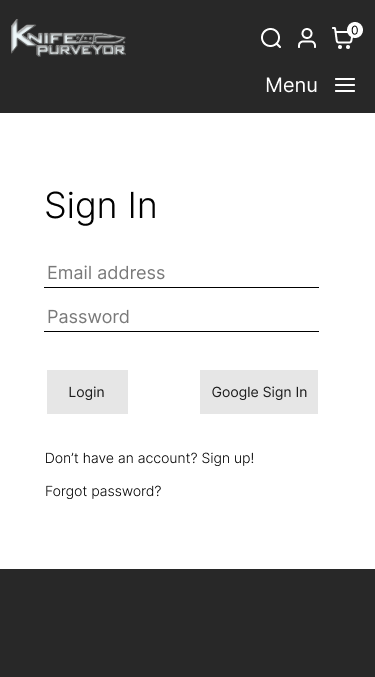 KNIFE
PURVEYOR
0
Menu
Sign In
Email address
Password
Login
Google Sign In
Don’t have an account? Sign up!
Forgot password?